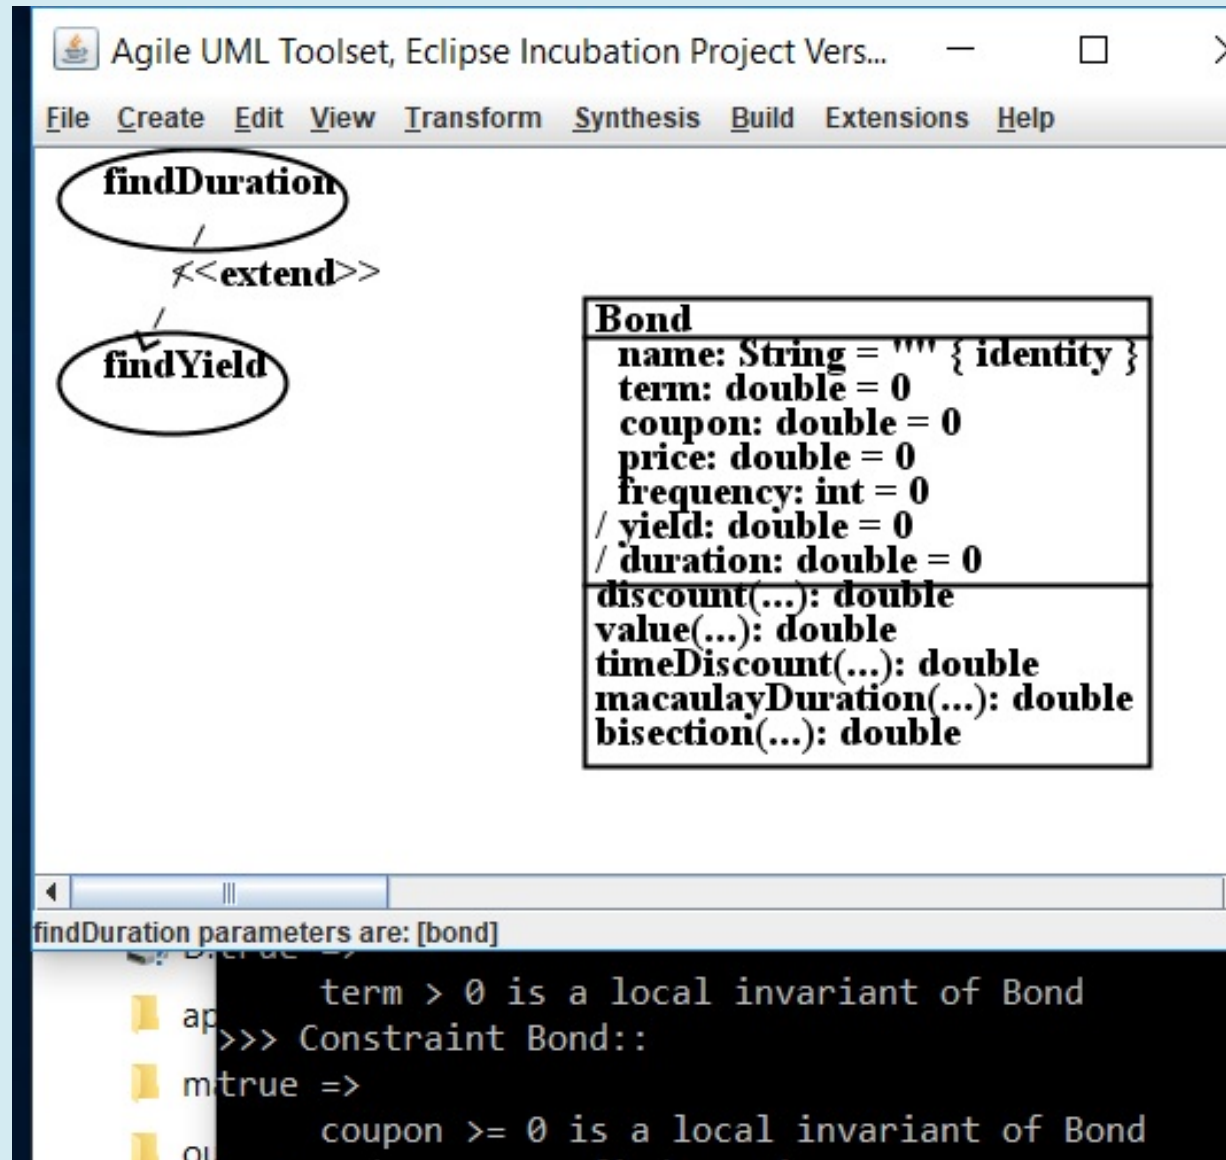 Agile UML Toolset, Eclipse Incubation Project Vers...
File Create Edit View Transform Synthesis Build Extensions Help
findDuration
<<extend>>
findYield
Bond
name: String = "" { identity }
term: double = 0
coupon: double = 0
price: double = 0
frequency: int = 0
/ yield: double = 0
/ duration: double = 0
discount(...): double
value(...): double
timeDiscount(...): double
macaulayDuration(...): double
bisection(...): double
findDuration parameters are: [bond]
true =>
term > 0 is a local invariant of Bond
ap
>>> Constraint Bond::
m
true =>
coupon >= 0 is a local invariant of Bond